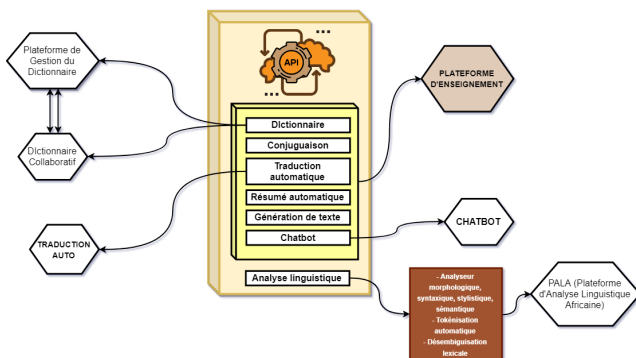 Plateforme de
Gestion du
Dictionnaire
DIctionnaire
Collaboratif
TRADUCTION
AUTO
...
API
...
DIctionnaire
Conjuguaison
Traduction
automatique
Résumé automatique
Génération de texte
Chatbot
Analyse linguistique
PLATEFORME
D'ENSEIGNEMENT
CHATBOT
- Analyseur
morphologique,
syntaxique, stylistique,
sémantique
- Tokénisation
automatique
- Désembiguisation
lexicale
PALA (Plateforme
d'Analyse Linguistique
Africaine)